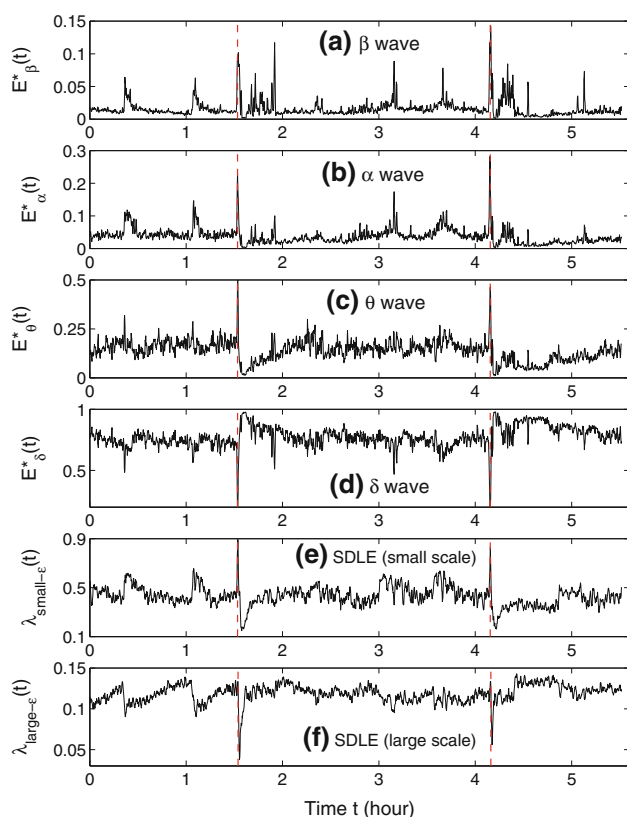 0.15
0.1
0.05
0
E*β(t)
(a) β wave
0 1 2 3 4 5
0.3
0.2
0.1
0
E*α(t)
(b) α wave
0 1 2 3 4 5
0.5
0.25
0
E*θ(t)
(c) θ wave
0 1 2 3 4 5
1
0.5
E*δ(t)
(d) δ wave
0 1 2 3 4 5
0.9
0.5
0.1
λsmall-ε(t)
(e) SDLE (small scale)
0 1 2 3 4 5
0.15
0.1
0.05
λlarge-ε(t)
(f) SDLE (large scale)
0 1 2 3 4 5
Time t (hour)